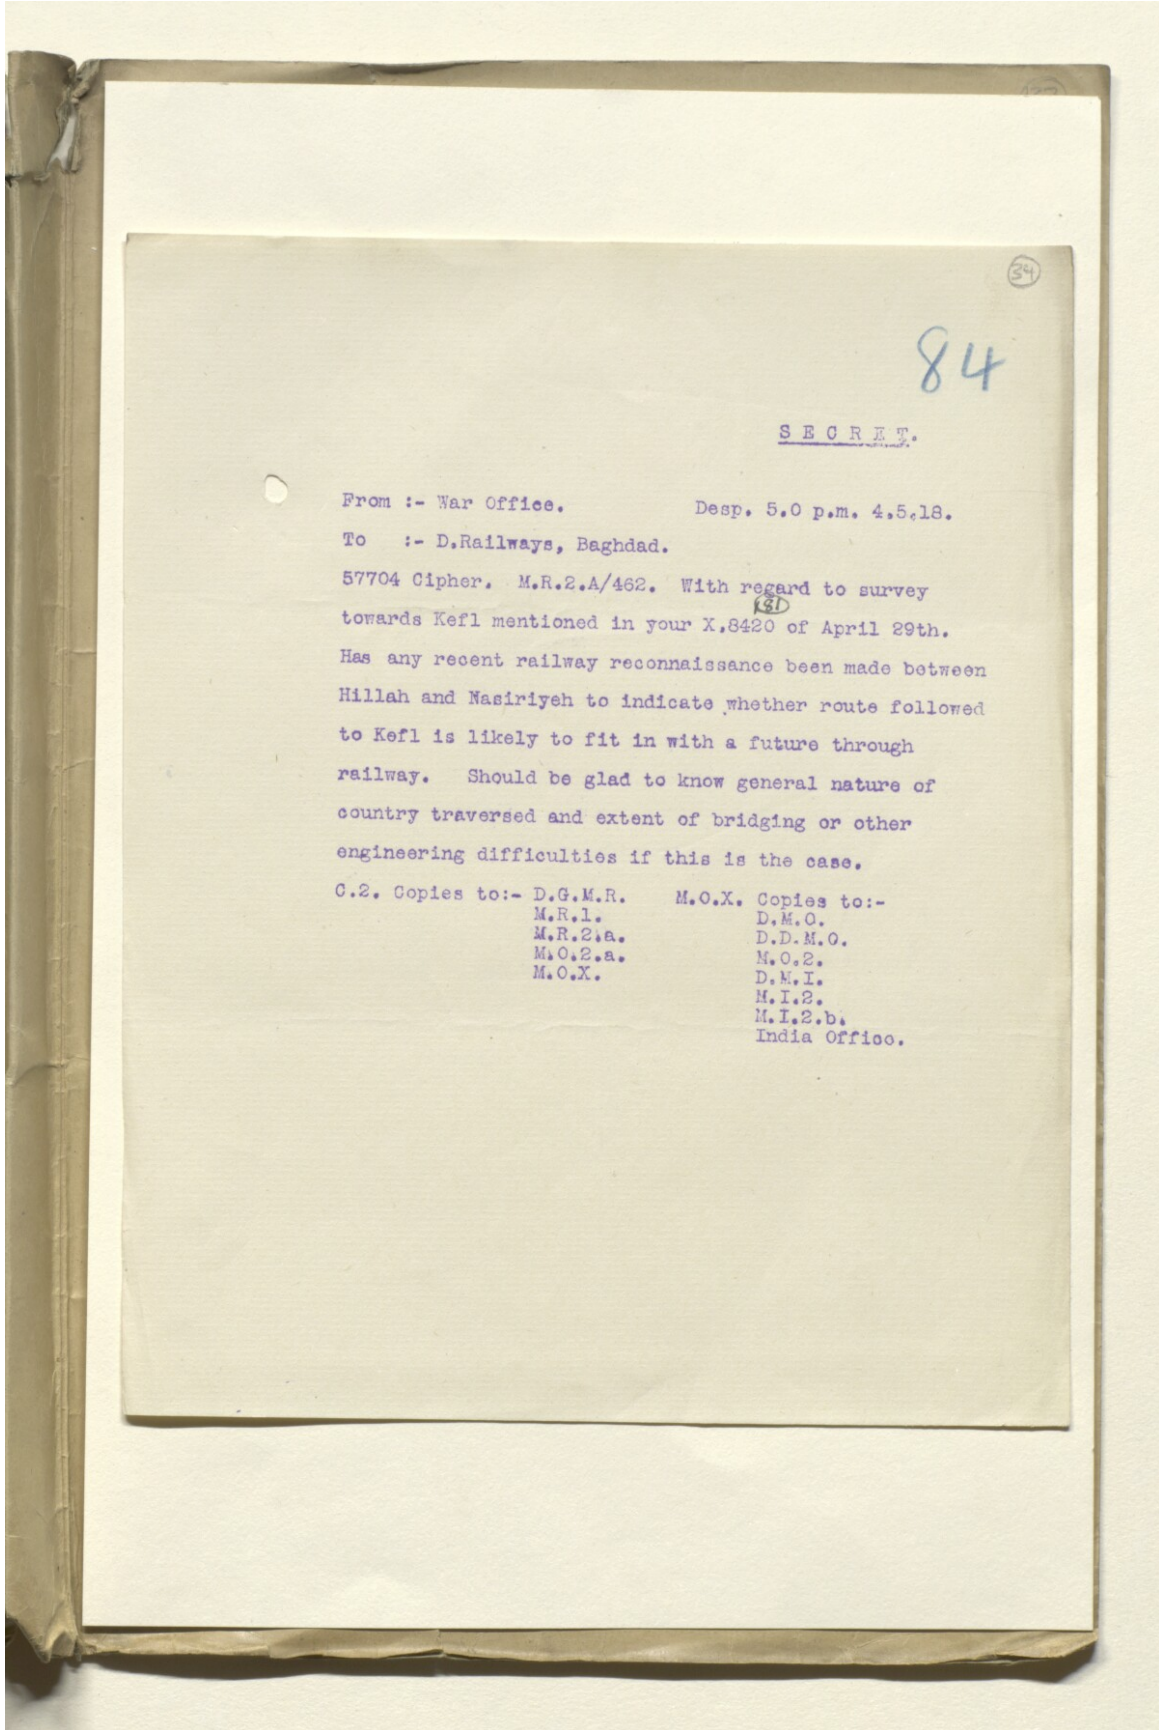 34
84
SECRET.
From :- War Office. Desp. 5.0 p.m. 4.5.18.
To :- D.Railways, Baghdad.
57704 Cipher. M.R.2.A/462. With regard to survey
81
towards Kefl mentioned in your X.8420 of April 29th.
Has any recent railway reconnaissance been made between
Hillah and Nasiriyeh to indicate whether route followed
to Kefl is likely to fit in with a future through
railway. Should be glad to know general nature of
country traversed and extent of bridging or other
engineering difficulties if this is the case.
C.2. Copies to:- D.G.M.R. M.O.X. Copies to:-
M.R.1. D.M.O.
M.R.2.a. D.D.M.O.
M.O.2.a. M.O.2.
M.O.X. D.M.I.
M.I.2.
M.I.2.b.
India Office.